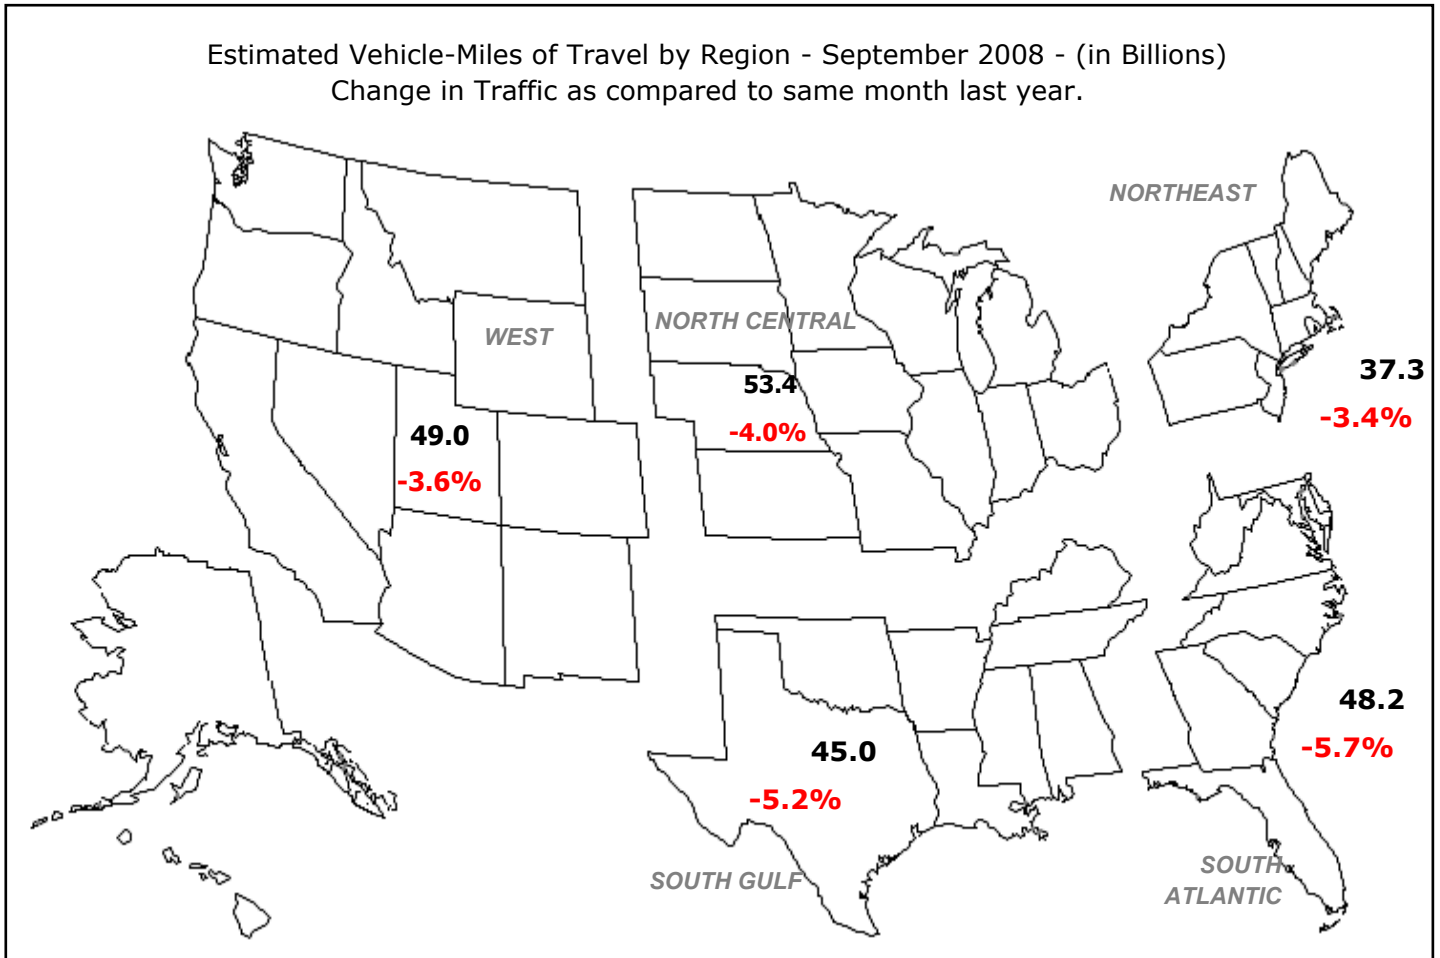 Estimated Vehicle-Miles of Travel by Region - September 2008 - (in Billions)
Change in Traffic as compared to same month last year.
NORTHEAST
37.3
-3.4%
WEST
49.0
-3.6%
NORTH CENTRAL
53.4
-4.0%
48.2
-5.7%
SOUTH
ATLANTIC
45.0
-5.2%
SOUTH GULF